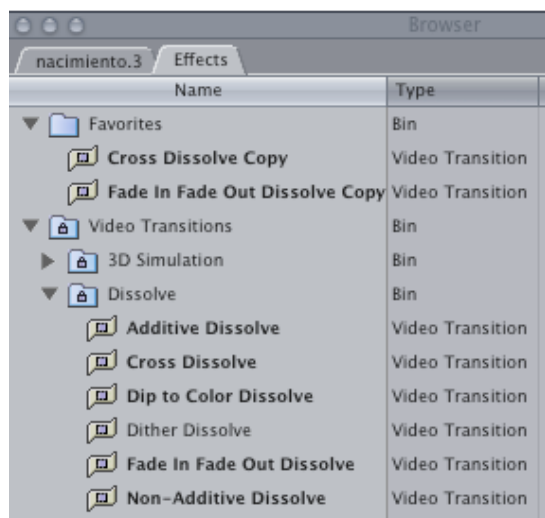 Browser
nacimiento.3 Effects
Name Type
Favorites Bin
Cross Dissolve Copy Video Transition
Fade In Fade Out Dissolve Copy Video Transition
Video Transitions Bin
3D Simulation Bin
Dissolve Bin
Additive Dissolve Video Transition
Cross Dissolve Video Transition
Dip to Color Dissolve Video Transition
Dither Dissolve Video Transition
Fade In Fade Out Dissolve Video Transition
Non-Additive Dissolve Video Transition